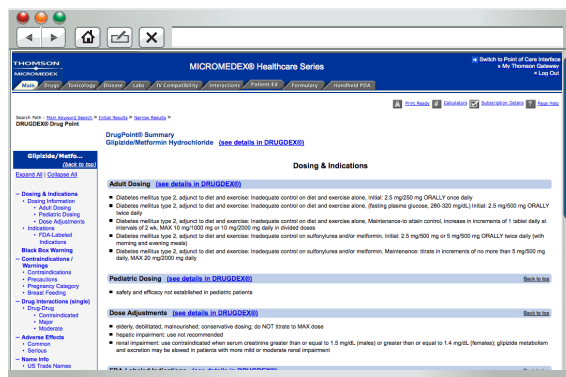 THOMSON
MICROMEDEX
MICROMEDEX® Healthcare Series
Switch to Point of Care Interface
» My Thomson Gateway
Log Out
Main Drugs Toxicology Disease Labs IV Compatibility Interactions Patient Ed Formulary Handheld PDA
Print Ready # Calculators Subscription Details ? Page Help
Search Path : Main Keyword Search > Initial Results > Narrow Results >
DRUGDEX® Drug Point
DrugPoint® Summary
Glipizide/Metformin Hydrochloride (see details in DRUGDEX®)
Glipizide/Metfo...
(back to top)
Expand All | Collapse All
– Dosing & Indications
• Dosing Information
• Adult Dosing
• Pediatric Dosing
• Dose Adjustments
• Indications
• FDA-Labeled
Indications
Black Box Warning
– Contraindications /
Warnings
• Contraindications
• Precautions
• Pregnancy Category
• Breast Feeding
– Drug Interactions (single)
• Drug-Drug
• Contraindicated
• Major
• Moderate
– Adverse Effects
• Common
• Serious
– Name Info
• US Trade Names
Dosing & Indications
Adult Dosing (see details in DRUGDEX®)
■ Diabetes mellitus type 2, adjunct to diet and exercise: Inadequate control on diet and exercise alone, Initial: 2.5 mg/250 mg ORALLY once daily
■ Diabetes mellitus type 2, adjunct to diet and exercise: Inadequate control on diet and exercise alone, (fasting plasma glucose, 280-320 mg/dL) Initial: 2.5 mg/500 mg ORALLY
twice daily
■ Diabetes mellitus type 2, adjunct to diet and exercise: Inadequate control on diet and exercise alone, Maintenance-to attain control, increase in increments of 1 tablet daily at
intervals of 2 wk, MAX 10 mg/1000 mg or 10 mg/2000 mg daily in divided doses
■ Diabetes mellitus type 2, adjunct to diet and exercise: Inadequate control on sulfonylurea and/or metformin, Initial: 2.5 mg/500 mg or 5 mg/500 mg ORALLY twice daily (with
morning and evening meals)
■ Diabetes mellitus type 2, adjunct to diet and exercise: Inadequate control on sulfonylurea and/or metformin, Maintenance: titrate in increments of no more than 5 mg/500 mg
daily, MAX 20 mg/2000 mg daily
Pediatric Dosing (see details in DRUGDEX®) Back to top
■ safety and efficacy not established in pediatric patients
Dose Adjustments (see details in DRUGDEX®) Back to top
■ elderly, debilitated, malnourished: conservative dosing; do NOT titrate to MAX dose
■ hepatic impairment: use not recommended
■ renal impairment: use contraindicated when serum creatinine greater than or equal to 1.5 mg/dL (males) or greater than or equal to 1.4 mg/dL (females); glipizide metabolism
and excretion may be slowed in patients with more mild or moderate renal impairment
FDA-Labeled Indications (see details in DRUGDEX®)